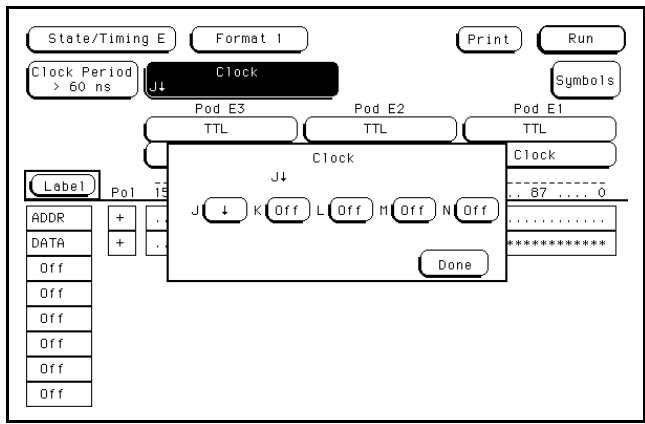 State/Timing E Format 1 Print Run
Clock Period
> 60 ns
Clock
J↓
Symbols
Pod E3 Pod E2 Pod E1
TTL TTL TTL
Clock
Clock
J↓
J ↓ K Off L Off M Off N Off
Done
Label Pol 15 .. 87 .... 0
ADDR + .. ............
DATA + .. ************
Off
Off
Off
Off
Off
Off